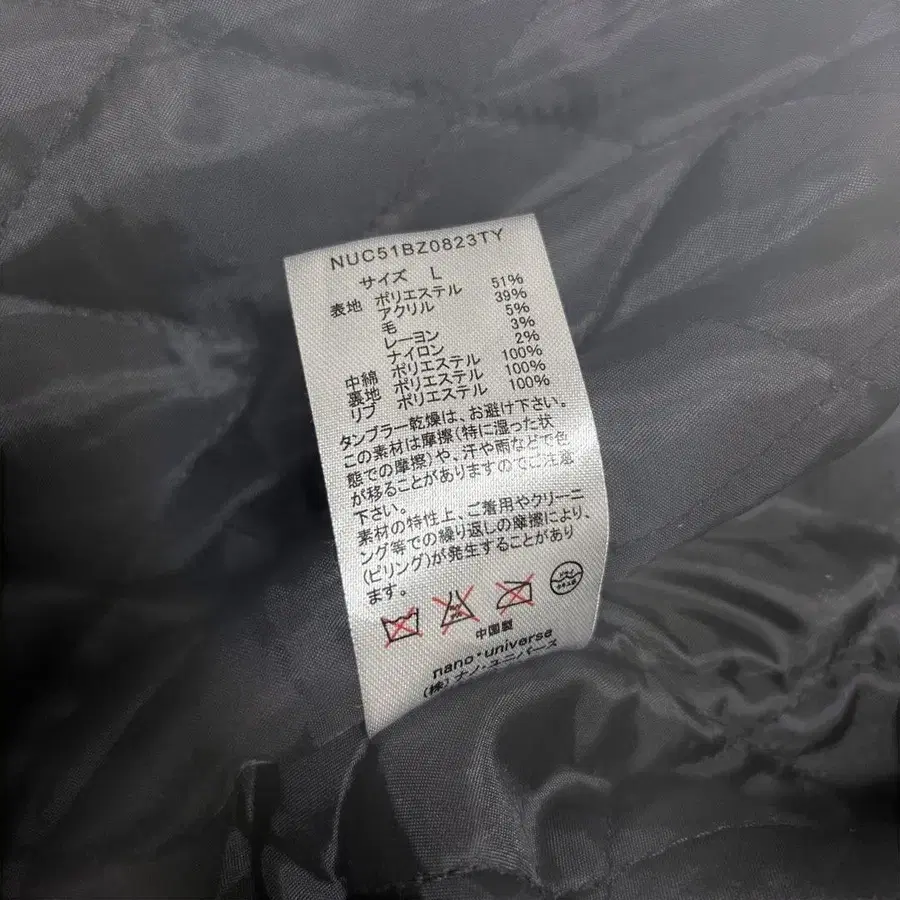 NUC51BZ0823TY
サイズ L
表地 ポリエステル 51%
アクリル 39%
毛 5%
レーヨン 3%
ナイロン 2%
中綿 ポリエステル 100%
裏地 ポリエステル 100%
リブ ポリエステル 100%
タンブラー乾燥は、お避け下さい。
この素材は摩擦(特に湿った状
態での摩擦)や、汗や雨などで色
が移ることがありますのでご注意
下さい。
素材の特性上、ご着用やクリーニ
ング等での繰り返しの摩擦により、
(ピリング)が発生することがあり
ます。
ドライ
セキユ系
中国製
nano・universe
(株)ナノ・ユニバース